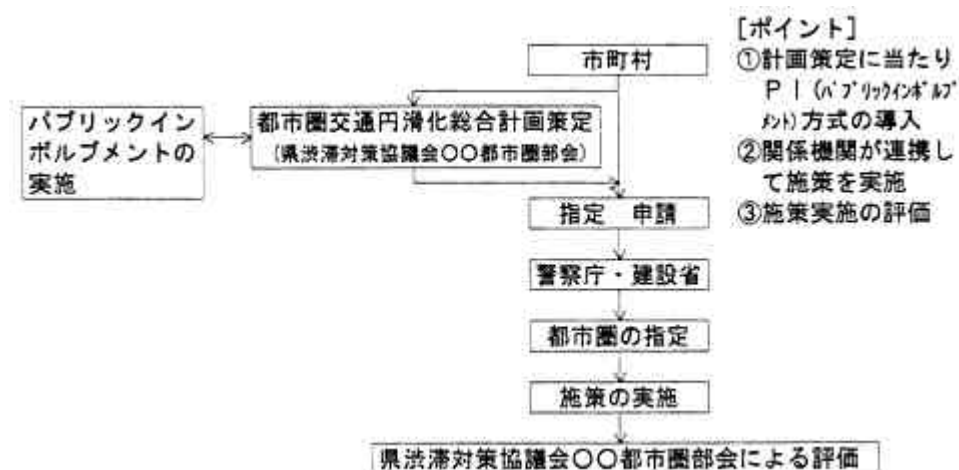 市町村
パブリックイン
ボルブメントの
実施
都市圏交通円滑化総合計画策定
(県渋滞対策協議会〇〇都市圏部会)
指定 申請
警察庁・建設省
都市圏の指定
施策の実施
県渋滞対策協議会〇〇都市圏部会による評価
[ポイント]
①計画策定に当たり
PI(パブリックインボルブ
メント)方式の導入
②関係機関が連携し
て施策を実施
③施策実施の評価